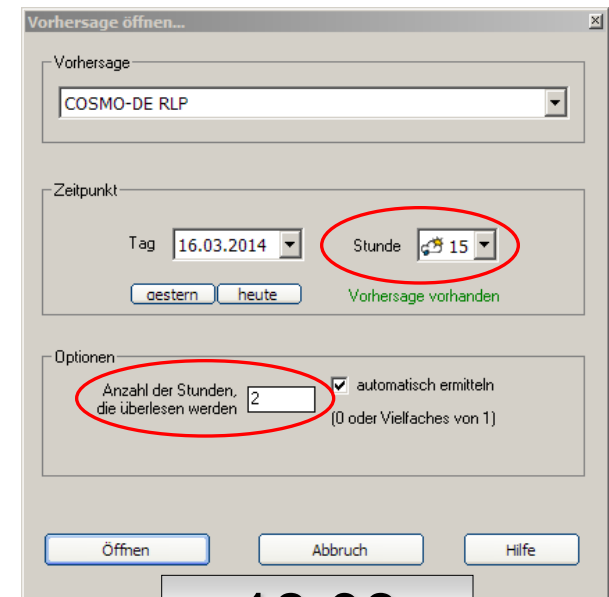 Vorhersage öffnen...
Vorhersage
COSMO-DE RLP
Zeitpunkt
Tag 16.03.2014 Stunde 15
gestern heute Vorhersage vorhanden
Optionen
Anzahl der Stunden,
die überlesen werden 2
automatisch ermitteln
(0 oder Vielfaches von 1)
Öffnen Abbruch Hilfe